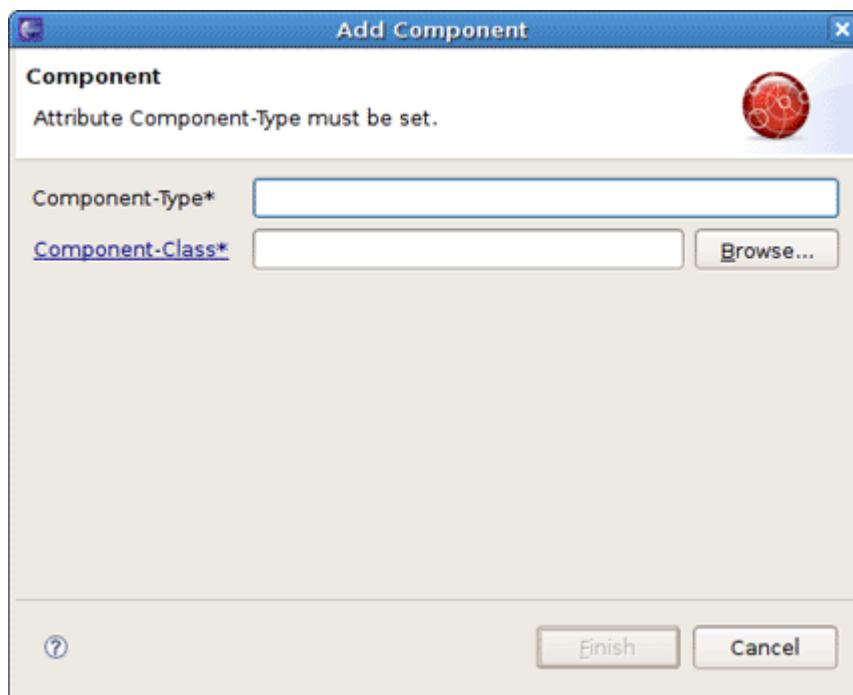 Add Component
Component
Attribute Component-Type must be set.
Component-Type*
Component-Class*
Browse...
Finish
Cancel